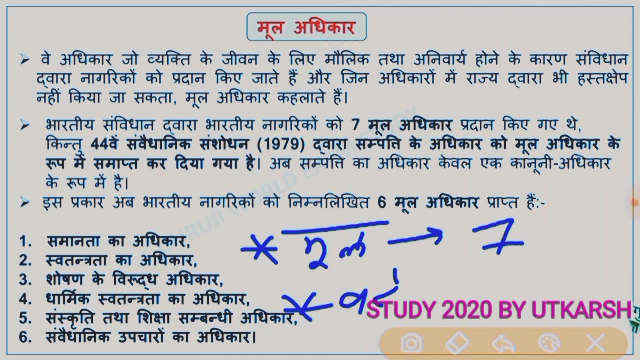 मूल अधिकार
वे अधिकार जो व्यक्ति के जीवन के लिए मौलिक तथा अनिवार्य होने के कारण संविधान
द्वारा नागरिकों को प्रदान किए जाते हैं और जिन अधिकारों में राज्य द्वारा भी हस्तक्षेप
नहीं किया जा सकता, मूल अधिकार कहलाते हैं।
भारतीय संविधान द्वारा भारतीय नागरिकों को 7 मूल अधिकार प्रदान किए गए थे,
किन्तु 44वें संवैधानिक संशोधन (1979) द्वारा सम्पति के अधिकार को मूल अधिकार के
रूप में समाप्त कर दिया गया है। अब सम्पति का अधिकार केवल एक कानूनी-अधिकार
के रूप में है।
इस प्रकार अब भारतीय नागरिकों को निम्नलिखित 6 मूल अधिकार प्राप्त हैं:-
1. समानता का अधिकार,
2. स्वतन्त्रता का अधिकार,
3. शोषण के विरुद्ध अधिकार,
4. धार्मिक स्वतन्त्रता का अधिकार,
5. संस्कृति तथा शिक्षा सम्बन्धी अधिकार,
6. संवैधानिक उपचारों का अधिकार।
मूल → 7
STUDY 2020 BY UTKARSH